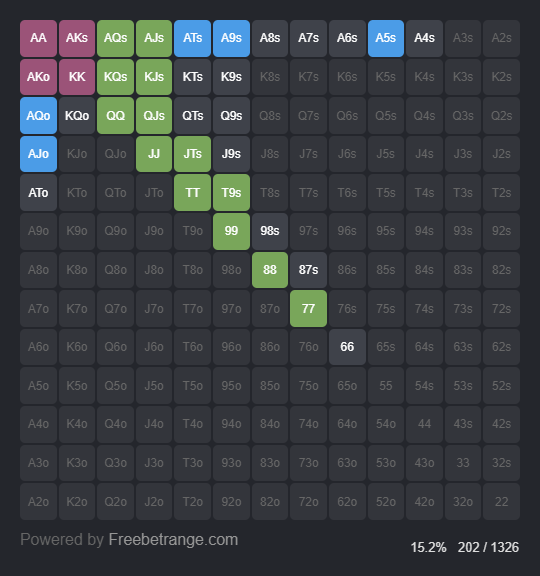 AA AKs AQs AJs ATs A9s A8s A7s A6s A5s A4s A3s A2s
AKo KK KQs KJs KTs K9s K8s K7s K6s K5s K4s K3s K2s
AQo KQo QQ QJs QTs Q9s Q8s Q7s Q6s Q5s Q4s Q3s Q2s
AJo KJo QJo JJ JTs J9s J8s J7s J6s J5s J4s J3s J2s
ATo KTo QTo JTo TT T9s T8s T7s T6s T5s T4s T3s T2s
A9o K9o Q9o J9o T9o 99 98s 97s 96s 95s 94s 93s 92s
A8o K8o Q8o J8o T8o 98o 88 87s 86s 85s 84s 83s 82s
A7o K7o Q7o J7o T7o 97o 87o 77 76s 75s 74s 73s 72s
A6o K6o Q6o J6o T6o 96o 86o 76o 66 65s 64s 63s 62s
A5o K5o Q5o J5o T5o 95o 85o 75o 65o 55 54s 53s 52s
A4o K4o Q4o J4o T4o 94o 84o 74o 64o 54o 44 43s 42s
A3o K3o Q3o J3o T3o 93o 83o 73o 63o 53o 43o 33 32s
A2o K2o Q2o J2o T2o 92o 82o 72o 62o 52o 42o 32o 22
Powered by Freebetrange.com
15.2% 202 / 1326